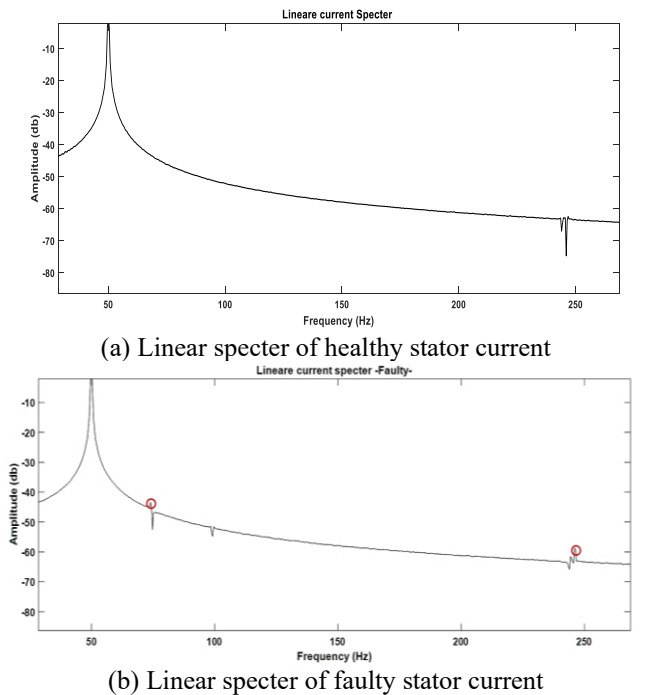 Lineare current Specter
-10
-20
-30
-40
-50
-60
-70
-80
Amplitude (db)
50 100 150 200 250
Frequency (Hz)
(a) Linear specter of healthy stator current
Lineare current specter -Faulty-
-10
-20
-30
-40
-50
-60
-70
-80
Amplitude (db)
50 100 150 200 250
Frequency (Hz)
(b) Linear specter of faulty stator current